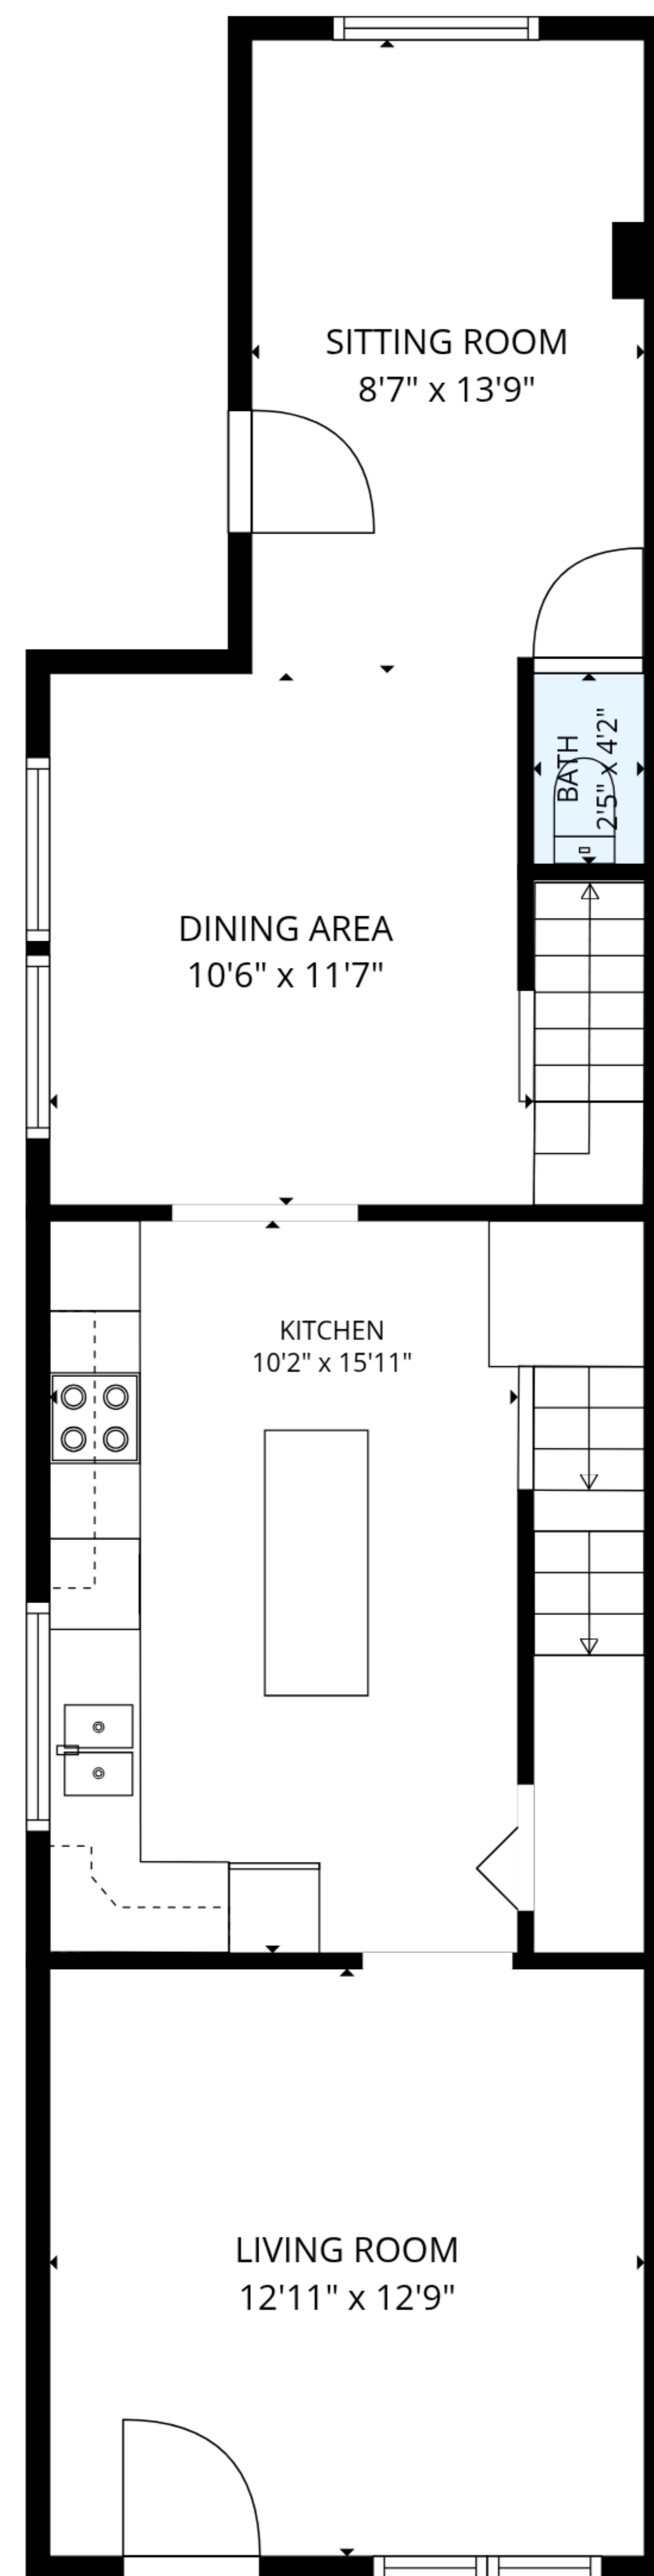 SITTING ROOM
8'7" x 13'9"
BATH
2'5" x 4'2"
DINING AREA
10'6" x 11'7"
KITCHEN
10'2" x 15'11"
LIVING ROOM
12'11" x 12'9"